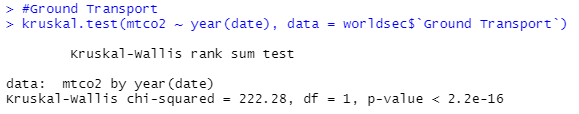 > #Ground Transport
> kruskal.test(mtco2 ~ year(date), data = worldsec$`Ground Transport`)
Kruskal-Wallis rank sum test
data:  mtco2 by year(date)
Kruskal-Wallis chi-squared = 222.28, df = 1, p-value < 2.2e-16